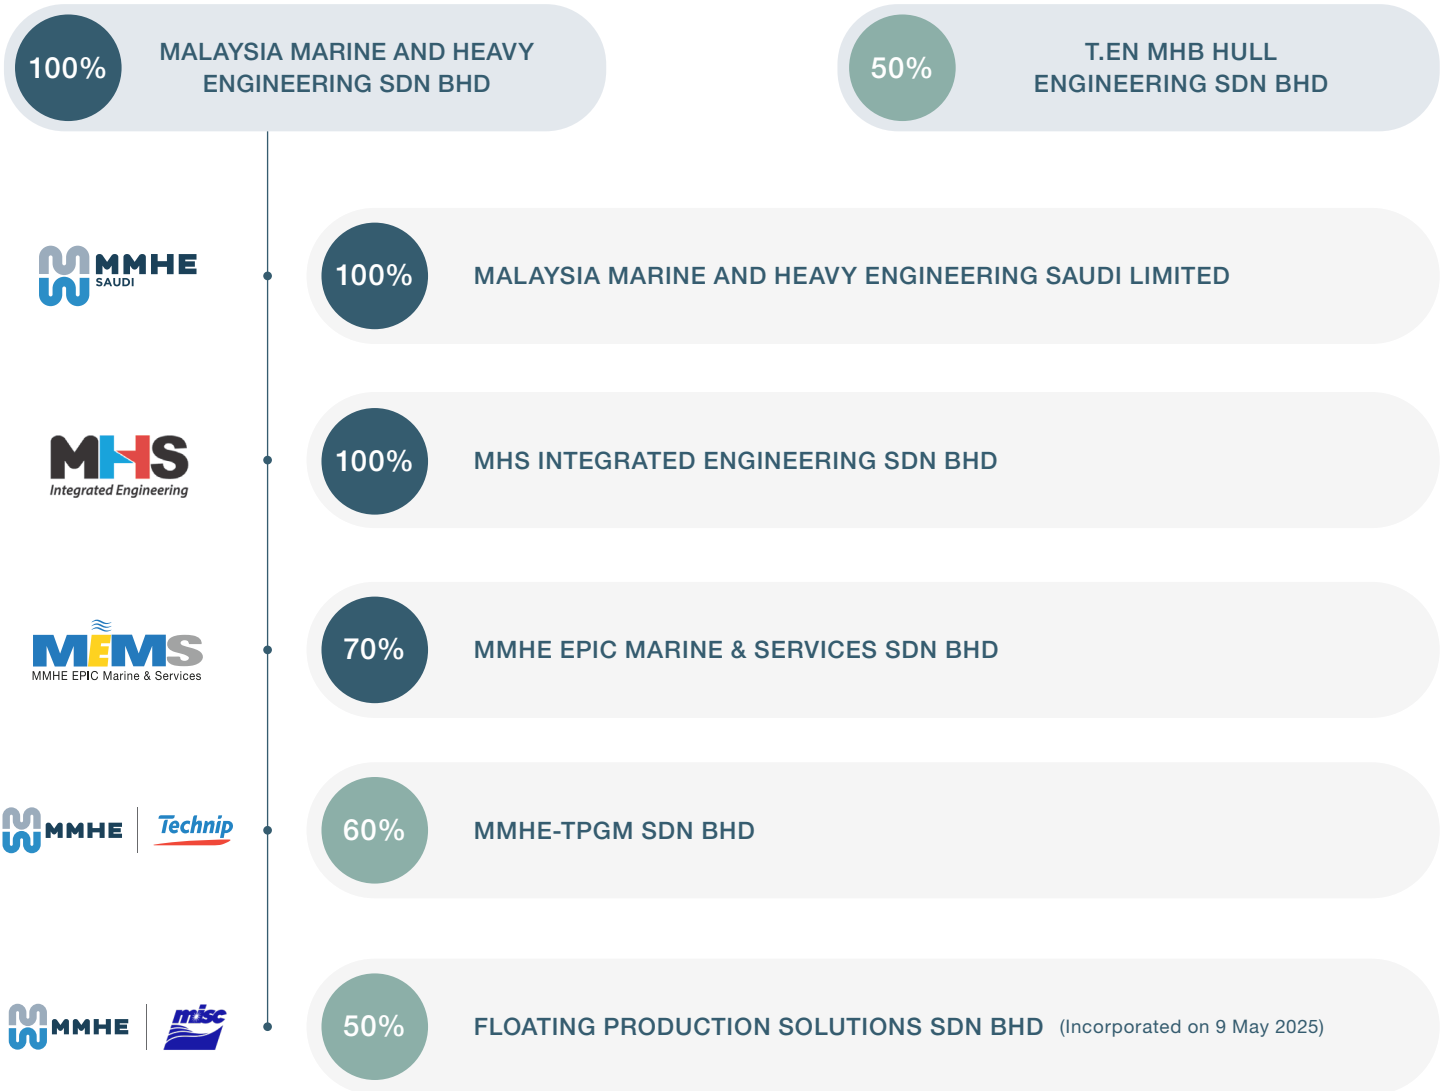 100%
MALAYSIA MARINE AND HEAVY
ENGINEERING SDN BHD
50%
T.EN MHB HULL
ENGINEERING SDN BHD
MMHE
SAUDI
100%
MALAYSIA MARINE AND HEAVY ENGINEERING SAUDI LIMITED
MHS
Integrated Engineering
100%
MHS INTEGRATED ENGINEERING SDN BHD
MEMS
MMHE EPIC Marine & Services
70%
MMHE EPIC MARINE & SERVICES SDN BHD
MMHE
Technip
60%
MMHE-TPGM SDN BHD
MMHE
misc
50%
FLOATING PRODUCTION SOLUTIONS SDN BHD (Incorporated on 9 May 2025)